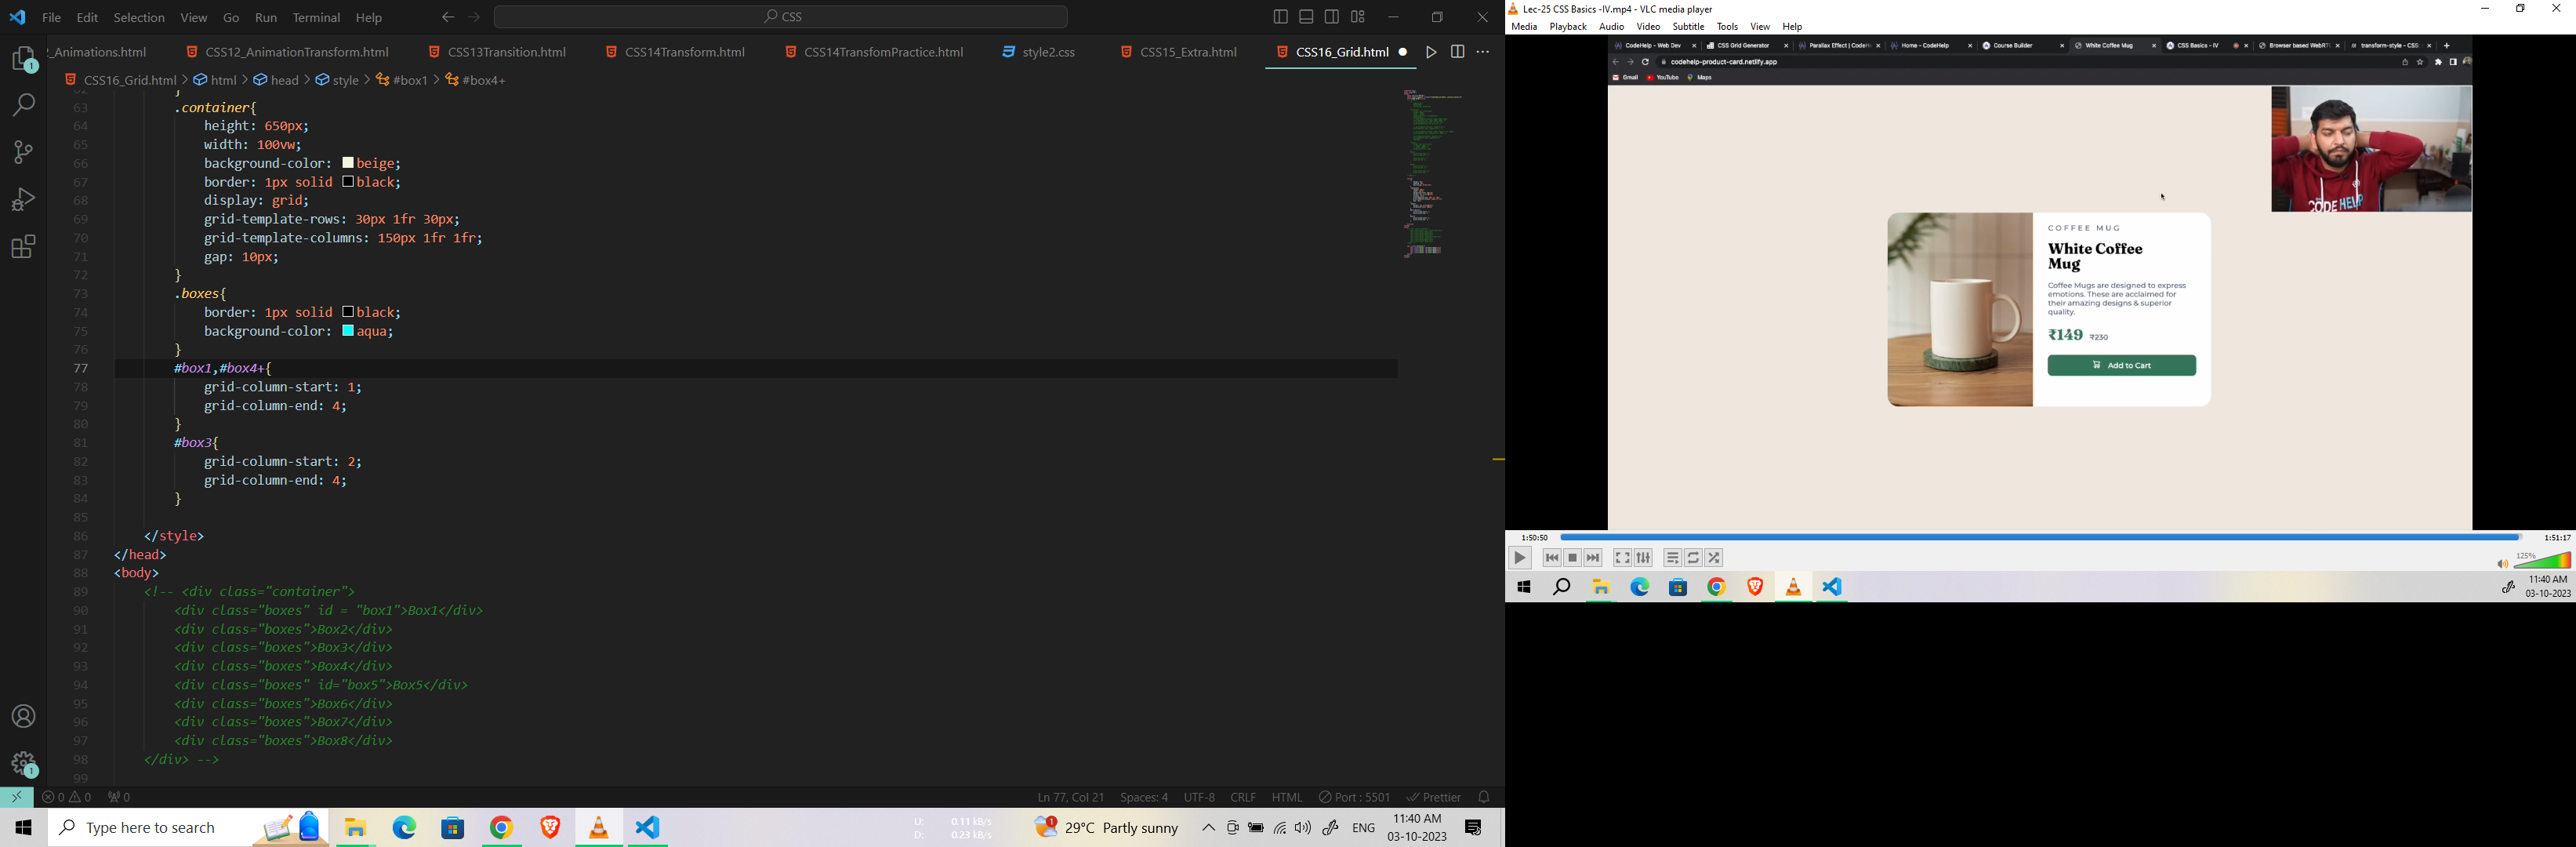 File Edit Selection View Go Run Terminal Help
CSS
_Animations.html CSS12_AnimationTransform.html CSS13Transition.html CSS14Transform.html CSS14TransfomPractice.html style2.css CSS15_Extra.html CSS16_Grid.html
CSS16_Grid.html > html > head > style > #box1 > #box4+
62 }
63 .container{
64 height: 650px;
65 width: 100vw;
66 background-color: beige;
67 border: 1px solid black;
68 display: grid;
69 grid-template-rows: 30px 1fr 30px;
70 grid-template-columns: 150px 1fr 1fr;
71 gap: 10px;
72 }
73 .boxes{
74 border: 1px solid black;
75 background-color: aqua;
76 }
77 #box1,#box4+{
78 grid-column-start: 1;
79 grid-column-end: 4;
80 }
81 #box3{
82 grid-column-start: 2;
83 grid-column-end: 4;
84 }
85
86 </style>
87 </head>
88 <body>
89 <!-- <div class="container">
90 <div class="boxes" id = "box1">Box1</div>
91 <div class="boxes">Box2</div>
92 <div class="boxes">Box3</div>
93 <div class="boxes">Box4</div>
94 <div class="boxes" id="box5">Box5</div>
95 <div class="boxes">Box6</div>
96 <div class="boxes">Box7</div>
97 <div class="boxes">Box8</div>
98 </div> -->
99
1
1
0 0 0 Ln 77, Col 21 Spaces: 4 UTF-8 CRLF HTML Port : 5501 Prettier
Type here to search
U: 0.11 kB/s
D: 0.23 kB/s
1 29°C Partly sunny ENG 11:40 AM
03-10-2023
Lec-25 CSS Basics -IV.mp4 - VLC media player
Media Playback Audio Video Subtitle Tools View Help
CodeHelp - Web Dev CSS Grid Generator Parallax Effect | CodeH Home - CodeHelp Course Builder White Coffee Mug CSS Basics - IV Browser based WebRT transform-style - CSS
codehelp-product-card.netlify.app
Gmail YouTube Maps
CODE HELP
COFFEE MUG
White Coffee
Mug
Coffee Mugs are designed to express
emotions. These are acclaimed for
their amazing designs & superior
quality.
₹149 ₹230
Add to Cart
1:50:50 1:51:17
125%
11:40 AM
03-10-2023